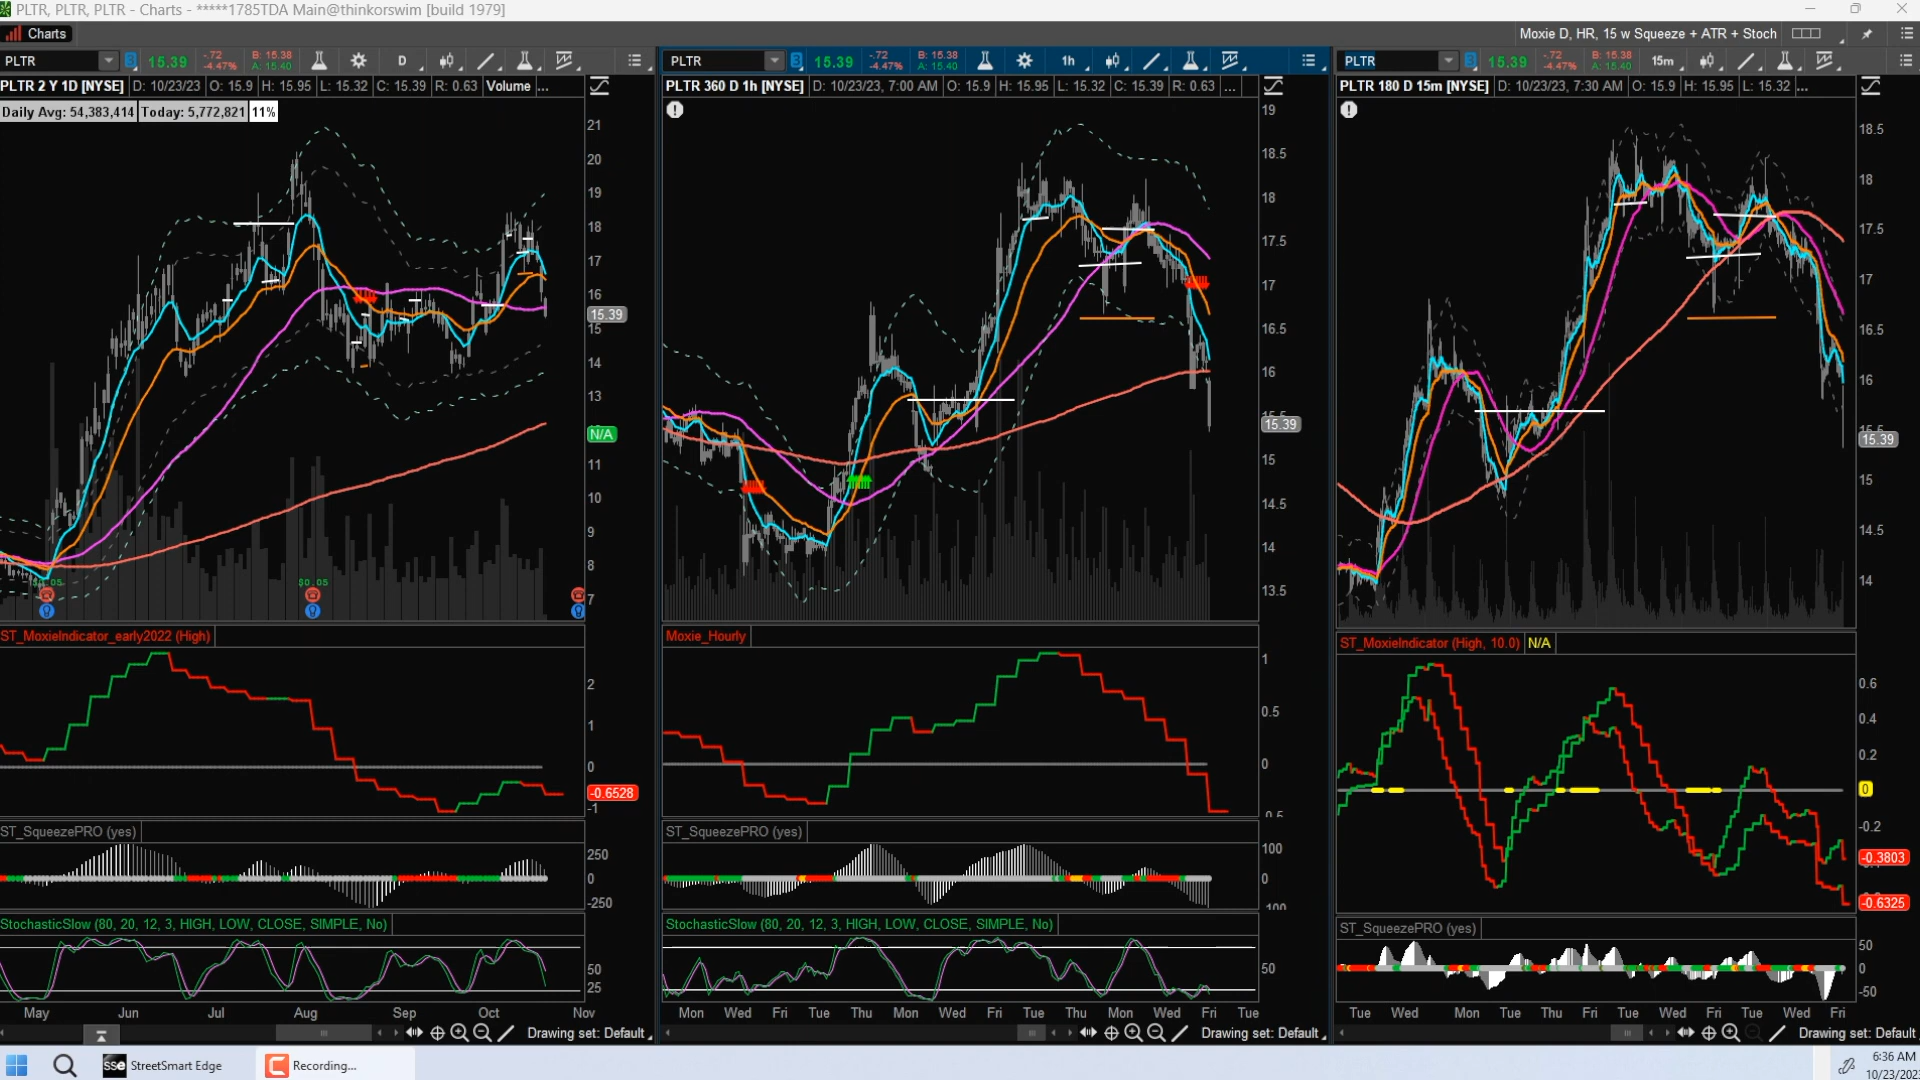 PLTR, PLTR, PLTR - Charts - *****1785TDA Main@thinkorswim [build 1979]
Charts
Moxie D, HR, 15 w Squeeze + ATR + Stoch
PLTR 3 15.39 -.72 -4.47% B: 15.38 A: 15.40 D
PLTR 3 15.39 -.72 -4.47% B: 15.38 A: 15.40 1h
PLTR 3 15.39 -.72 -4.47% B: 15.38 A: 15.40 15m
PLTR 2 Y 1D [NYSE] D: 10/23/23 O: 15.9 H: 15.95 L: 15.32 C: 15.39 R: 0.63 Volume ...
PLTR 360 D 1h [NYSE] D: 10/23/23, 7:00 AM O: 15.9 H: 15.95 L: 15.32 C: 15.39 R: 0.63 ...
PLTR 180 D 15m [NYSE] D: 10/23/23, 7:30 AM O: 15.9 H: 15.95 L: 15.32 ...
Daily Avg: 54,383,414 Today: 5,772,821 11%
21
20
19
18
17
16
15.39
15
14
13
N/A
11
10
9
8
7
$0.05
19
18.5
18
17.5
17
16.5
16
15.39
15
14.5
14
13.5
18.5
18
17.5
17
16.5
16
15.39
15
14.5
14
ST_MoxieIndicator_early2022 (High)
2
1
0
-0.6528
-1
Moxie_Hourly
1
0.5
0
ST_MoxieIndicator (High, 10.0) N/A
0.6
0.4
0.2
0
-0.2
-0.3803
-0.6325
ST_SqueezePRO (yes)
250
0
-250
ST_SqueezePRO (yes)
100
0
ST_SqueezePRO (yes)
50
0
-50
StochasticSlow (80, 20, 12, 3, HIGH, LOW, CLOSE, SIMPLE, No)
50
25
StochasticSlow (80, 20, 12, 3, HIGH, LOW, CLOSE, SIMPLE, No)
50
May Jun Jul Aug Sep Oct Nov
Mon Wed Fri Tue Thu Mon Wed Fri Tue Thu Mon Wed Fri Tue
Tue Wed Mon Tue Thu Fri Tue Wed Fri Tue Wed Fri
Drawing set: Default
Drawing set: Default
Drawing set: Default
sse StreetSmart Edge
Recording...
6:36 AM